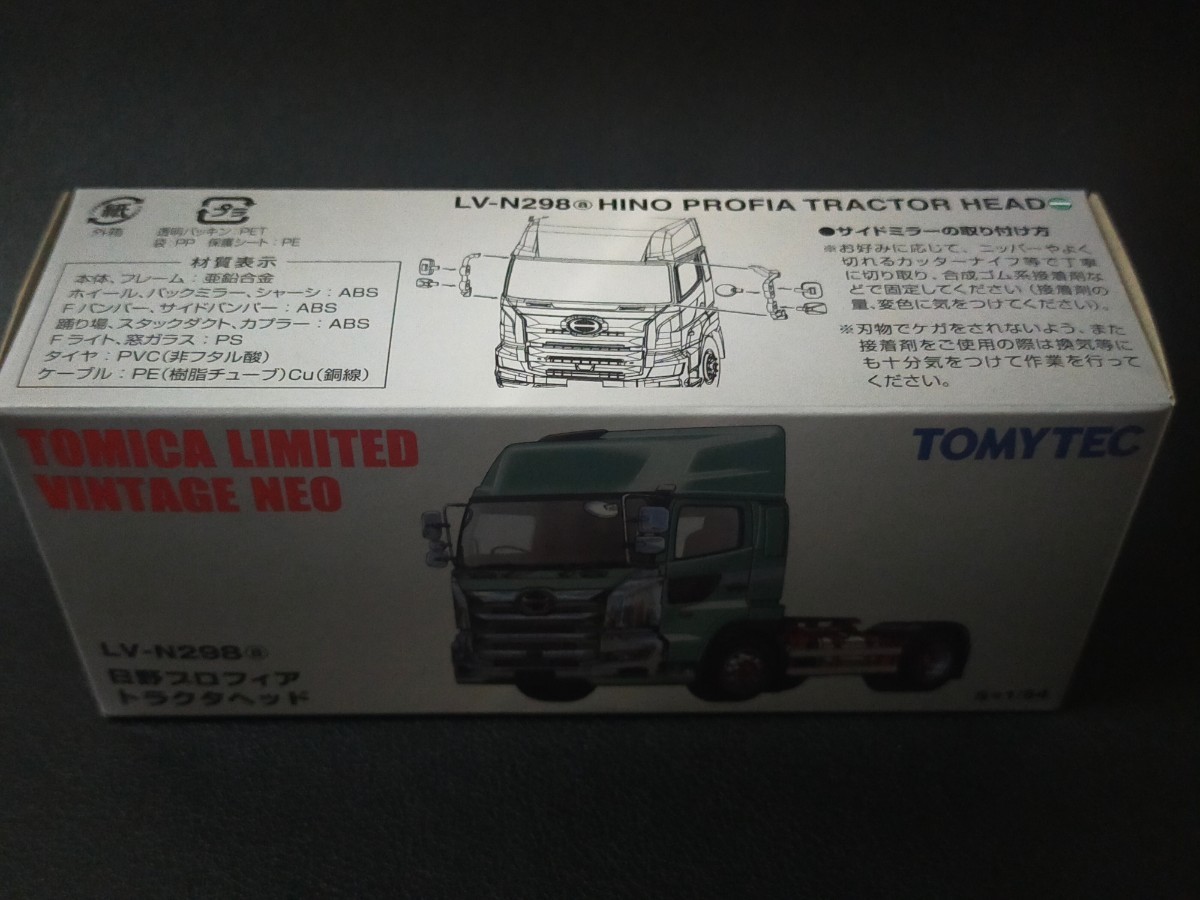 紙
外箱
プラ
透明パッキン:PET
袋:PP 保護シート:PE
材質表示
本体、フレーム:亜鉛合金
ホイール、バックミラー、シャーシ:ABS
Fバンパー、サイドバンパー:ABS
踊り場、スタックダクト、カプラー:ABS
Fライト、窓ガラス:PS
タイヤ:PVC(非フタル酸)
ケーブル:PE(樹脂チューブ)Cu(銅線)
LV-N298ⓐ HINO PROFIA TRACTOR HEAD
●サイドミラーの取り付け方
※お好みに応じて、ニッパーやよく
切れるカッターナイフ等で丁寧
に切り取り、合成ゴム系接着剤な
どで固定してください(接着剤の
量、変色に気をつけてください)。
※刃物でケガをされないよう、また
接着剤をご使用の際は換気等に
も十分気をつけて作業を行って
ください。
TOMICA LIMITED
VINTAGE NEO
TOMYTEC
LV-N298ⓐ
日野プロフィア
トラクタヘッド